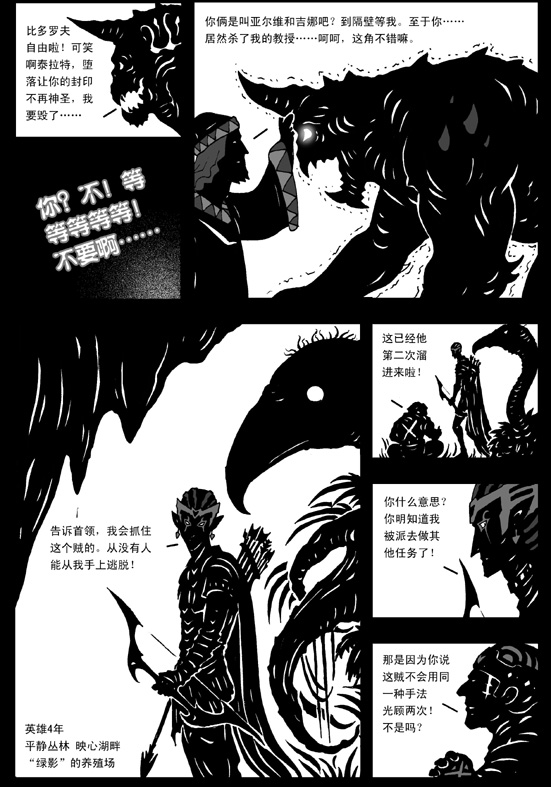 比多罗夫
自由啦！可笑
啊泰拉特，堕
落让你的封印
不再神圣，我
要毁了……
你俩是叫亚尔维和吉娜吧？到隔壁等我。至于你……
居然杀了我的教授……呵呵，这角不错嘛。
你？不！等
等等等等！
不要啊……
告诉首领，我会抓住
这个贼的。从没有人
能从我手上逃脱！
英雄4年
平静丛林 映心湖畔
“绿影”的养殖场
这已经他
第二次溜
进来啦！
你什么意思？
你明知道我
被派去做其
他任务了！
那是因为你说
这贼不会用同
一种手法
光顾两次！
不是吗？